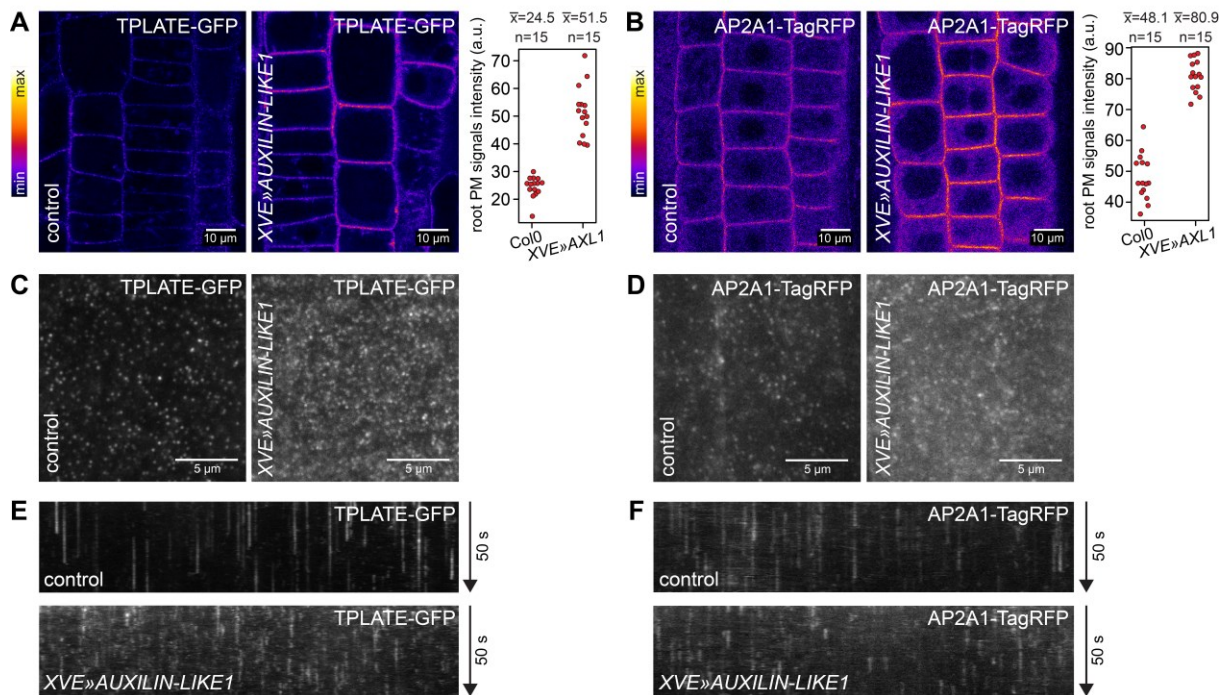 A
TPLATE-GFP
control
10 µm
min
max
TPLATE-GFP
XVE»AUXILIN-LIKE1
10 µm
x̅=24.5 x̅=51.5
n=15 n=15
root PM signals intensity (a.u.)
70
60
50
40
30
20
Col0
XVE»AXL1
B
AP2A1-TagRFP
control
10 µm
min
max
AP2A1-TagRFP
XVE»AUXILIN-LIKE1
10 µm
x̅=48.1 x̅=80.9
n=15 n=15
root PM signals intensity (a.u.)
90
80
70
60
50
40
Col0
XVE»AXL1
C
TPLATE-GFP
control
5 µm
TPLATE-GFP
XVE»AUXILIN-LIKE1
5 µm
D
AP2A1-TagRFP
control
5 µm
AP2A1-TagRFP
XVE»AUXILIN-LIKE1
5 µm
E
TPLATE-GFP
control
50 s
TPLATE-GFP
XVE»AUXILIN-LIKE1
50 s
F
AP2A1-TagRFP
control
50 s
AP2A1-TagRFP
XVE»AUXILIN-LIKE1
50 s